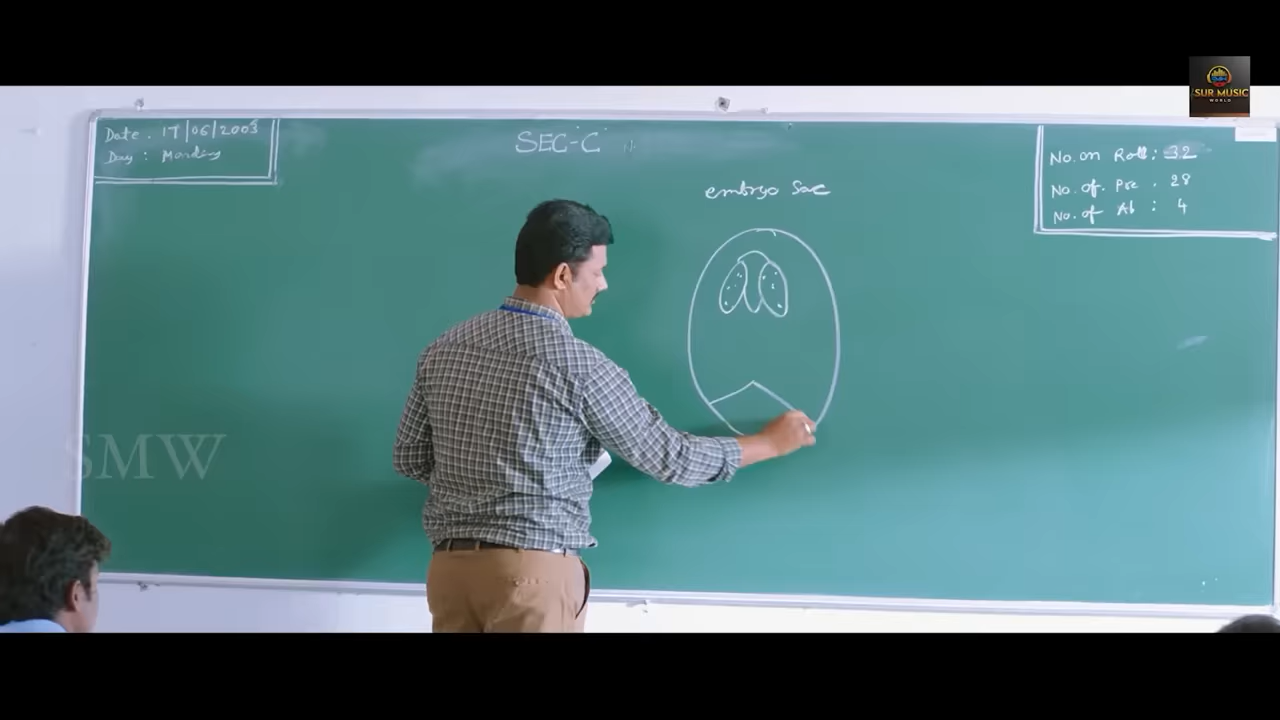 SUR MUSIC
WORLD
Date . 17/06/2003
Day : Monday
SEC-C
No. on Roll : 32
No. of . Pre . 28
No. of Ab : 4
embryo Sac
SMW